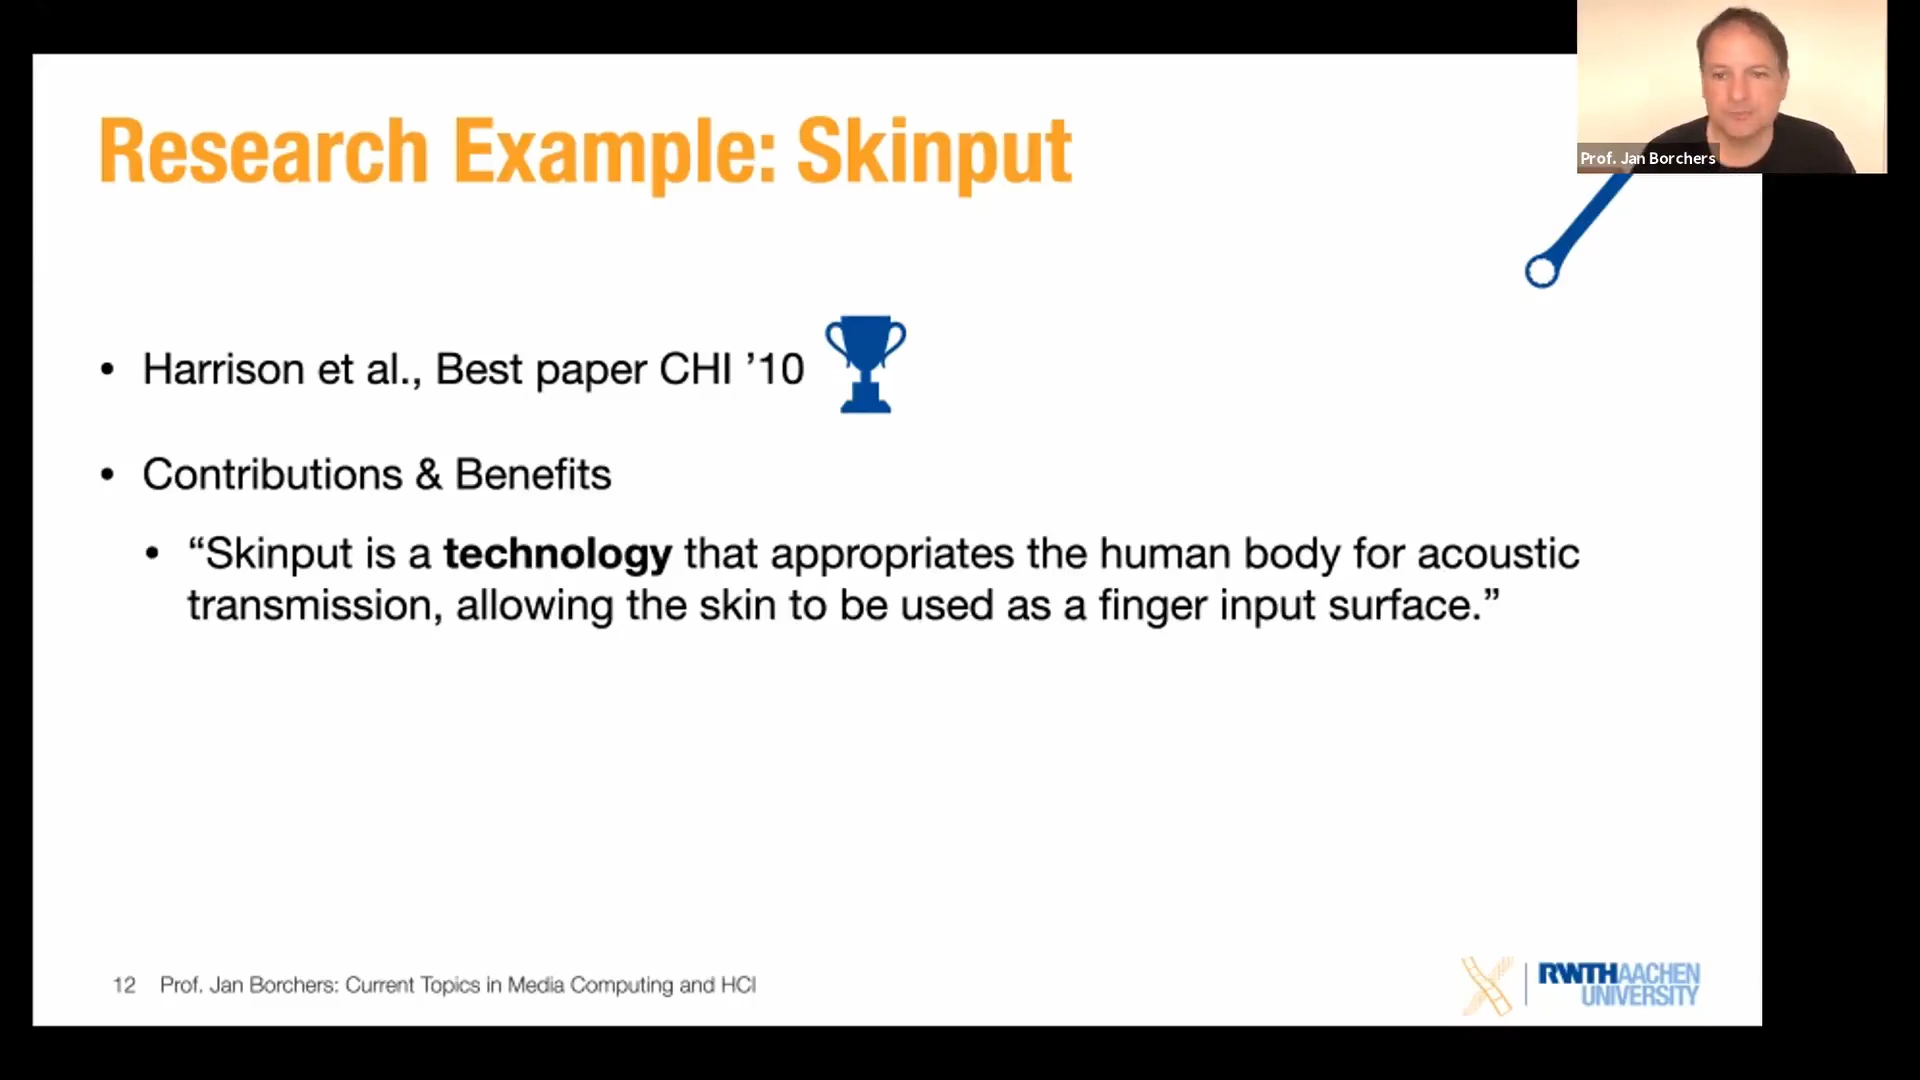 Research Example: Skinput
Prof. Jan Borchers
• Harrison et al., Best paper CHI ’10
• Contributions & Benefits
• “Skinput is a technology that appropriates the human body for acoustic
transmission, allowing the skin to be used as a finger input surface.”
12 Prof. Jan Borchers: Current Topics in Media Computing and HCI
RWTHAACHEN
UNIVERSITY